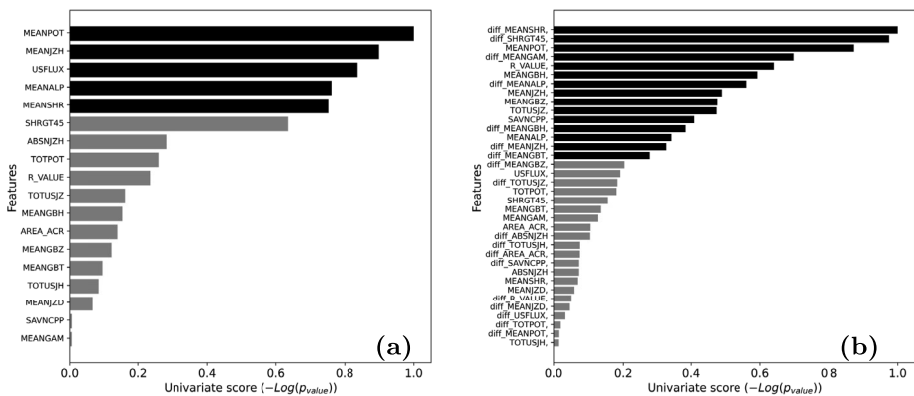 MEANPOT
MEANJZH
USFLUX
MEANALP
MEANSHR
SHRGT45
ABSNJZH
TOTPOT
R_VALUE
TOTUSJZ
MEANGBH
AREA_ACR
MEANGBZ
MEANGBT
TOTUSJH
MEANJZD
SAVNCPP
MEANGAM
Features
0.0 0.2 0.4 0.6 0.8 1.0
Univariate score (−Log(p_value))
(a)
diff_MEANSHR,
diff_SHRGT45,
MEANPOT,
diff_MEANGAM,
R_VALUE,
MEANGBH,
diff_MEANALP,
MEANJZH,
MEANGBZ,
TOTUSJZ,
SAVNCPP,
diff_MEANGBH,
MEANALP,
diff_MEANJZH,
diff_MEANGBT,
diff_MEANGBZ,
USFLUX,
diff_TOTUSJZ,
TOTPOT,
SHRGT45,
MEANGBT,
MEANGAM,
AREA_ACR,
diff_ABSNJZH
diff_TOTUSJH,
diff_AREA_ACR,
diff_SAVNCPP,
ABSNJZH
MEANSHR,
MEANJZD,
diff_R_VALUE,
diff_MEANJZD,
diff_USFLUX,
diff_TOTPOT,
diff_MEANPOT,
TOTUSJH,
Features
0.0 0.2 0.4 0.6 0.8 1.0
Univariate score (−Log(p_value))
(b)